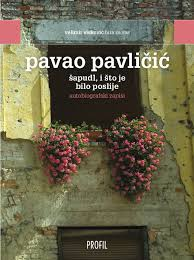 pavao pavličić
šapudl, i što je
bilo poslije
autobiografski zapisi
PROFIL